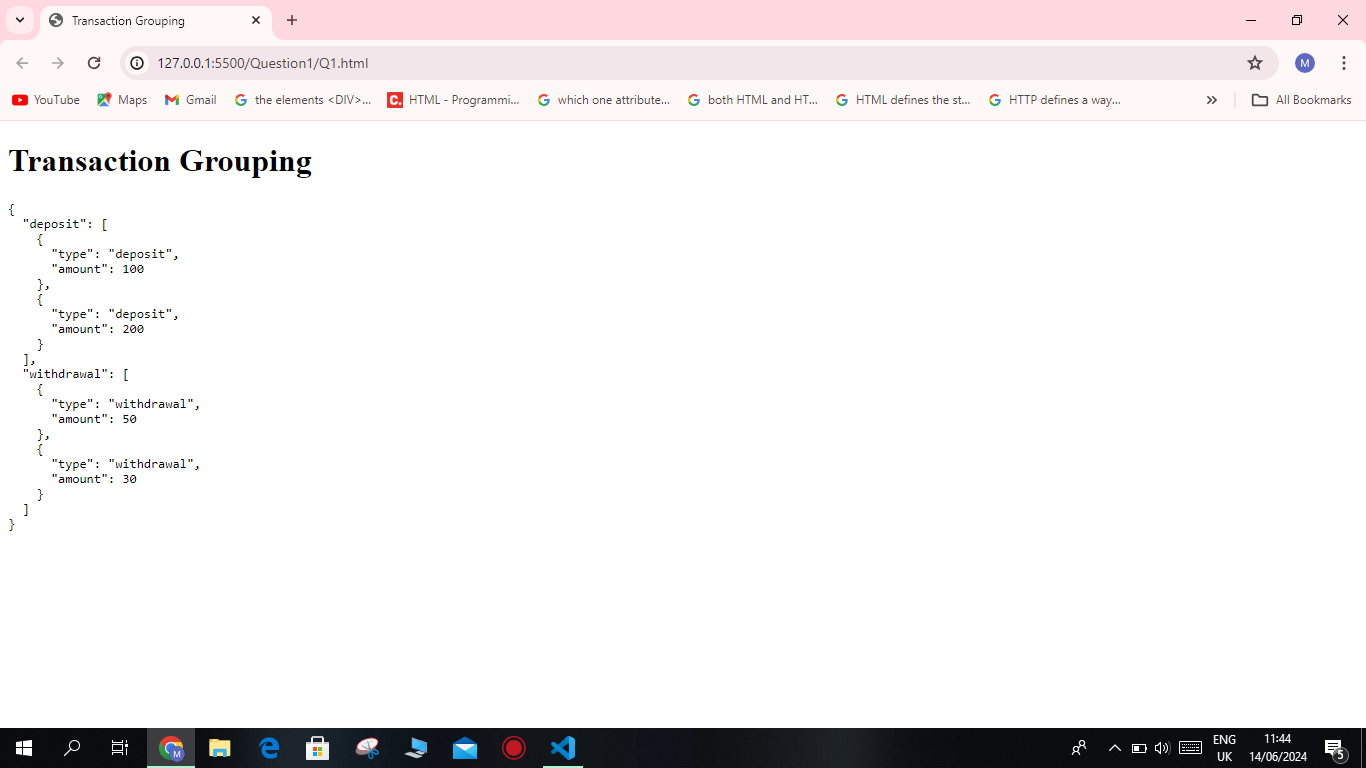 Transaction Grouping
127.0.0.1:5500/Question1/Q1.html
M
YouTube Maps Gmail the elements <DIV>... C. HTML - Programmi... which one attribute... both HTML and HT... HTML defines the st... HTTP defines a way... All Bookmarks
Transaction Grouping
{
  "deposit": [
    {
      "type": "deposit",
      "amount": 100
    },
    {
      "type": "deposit",
      "amount": 200
    }
  ],
  "withdrawal": [
    {
      "type": "withdrawal",
      "amount": 50
    },
    {
      "type": "withdrawal",
      "amount": 30
    }
  ]
}
M
ENG
UK
11:44
14/06/2024
5